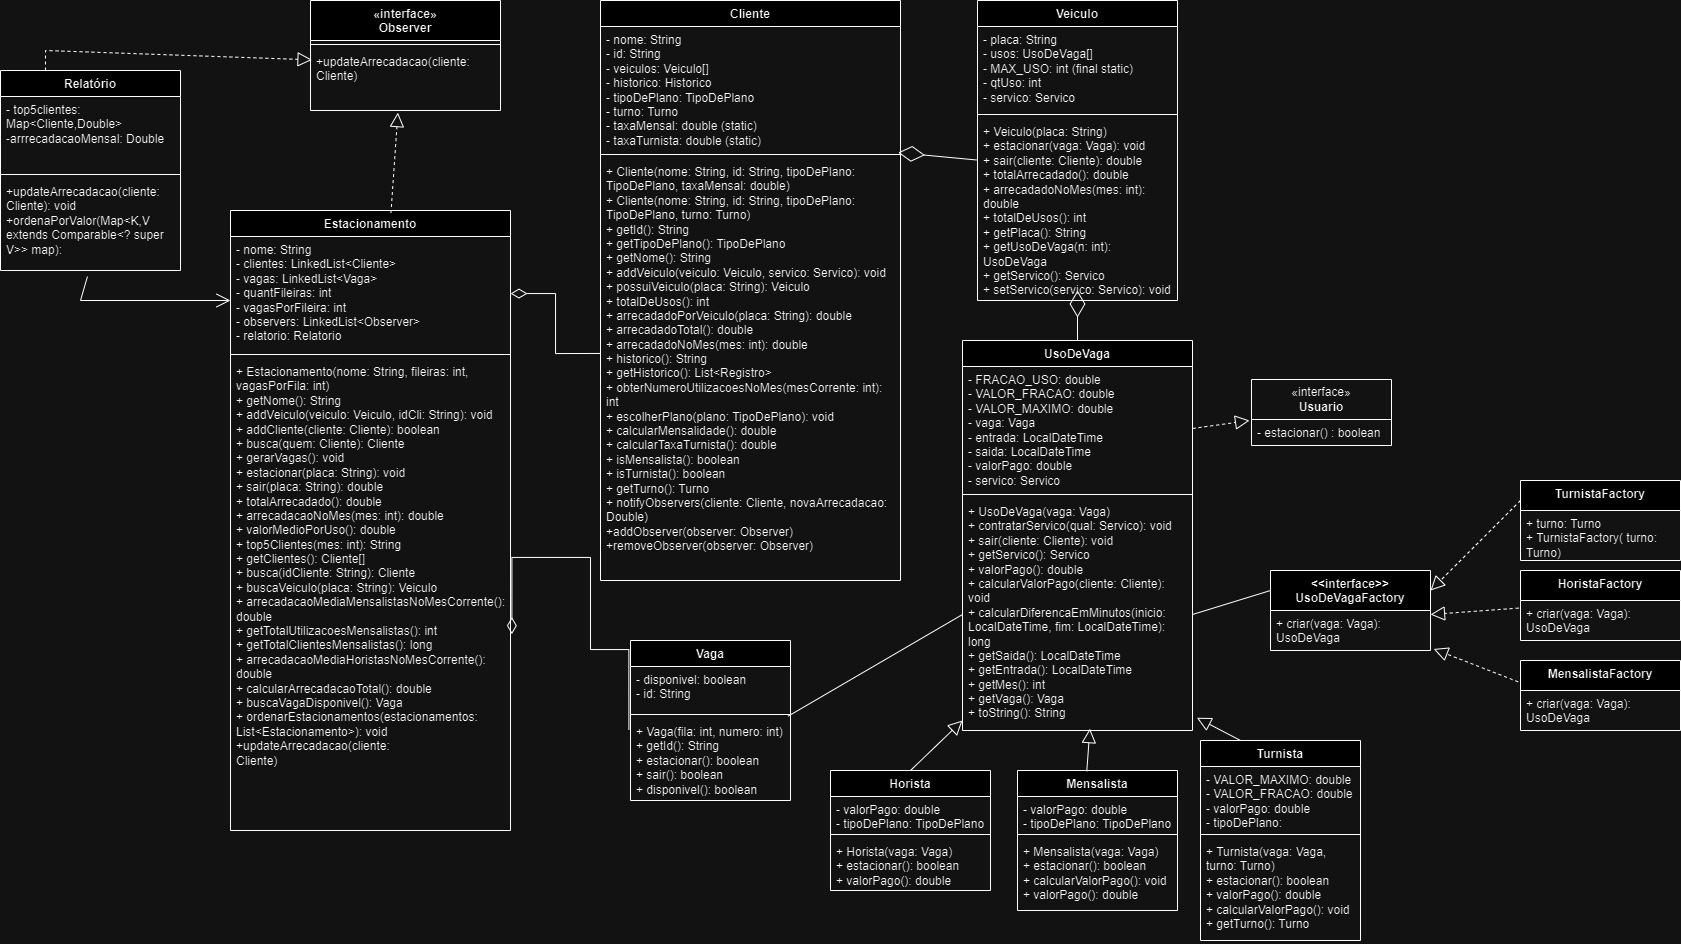 «interface»
Observer
+updateArrecadacao(cliente:
Cliente)
Relatório
- top5clientes:
Map<Cliente,Double>
-arrrecadacaoMensal: Double
+updateArrecadacao(cliente:
Cliente): void
+ordenaPorValor(Map<K,V
extends Comparable<? super
V>> map):
Estacionamento
- nome: String
- clientes: LinkedList<Cliente>
- vagas: LinkedList<Vaga>
- quantFileiras: int
- vagasPorFileira: int
- observers: LinkedList<Observer>
- relatorio: Relatorio
+ Estacionamento(nome: String, fileiras: int,
vagasPorFila: int)
+ getNome(): String
+ addVeiculo(veiculo: Veiculo, idCli: String): void
+ addCliente(cliente: Cliente): boolean
+ busca(quem: Cliente): Cliente
+ gerarVagas(): void
+ estacionar(placa: String): void
+ sair(placa: String): double
+ totalArrecadado(): double
+ arrecadacaoNoMes(mes: int): double
+ valorMedioPorUso(): double
+ top5Clientes(mes: int): String
+ getClientes(): Cliente[]
+ busca(idCliente: String): Cliente
+ buscaVeiculo(placa: String): Veiculo
+ arrecadacaoMediaMensalistasNoMesCorrente():
double
+ getTotalUtilizacoesMensalistas(): int
+ getTotalClientesMensalistas(): long
+ arrecadacaoMediaHoristasNoMesCorrente():
double
+ calcularArrecadacaoTotal(): double
+ buscaVagaDisponivel(): Vaga
+ ordenarEstacionamentos(estacionamentos:
List<Estacionamento>): void
+updateArrecadacao(cliente:
Cliente)
Cliente
- nome: String
- id: String
- veiculos: Veiculo[]
- historico: Historico
- tipoDePlano: TipoDePlano
- turno: Turno
- taxaMensal: double (static)
- taxaTurnista: double (static)
+ Cliente(nome: String, id: String, tipoDePlano:
TipoDePlano, taxaMensal: double)
+ Cliente(nome: String, id: String, tipoDePlano:
TipoDePlano, turno: Turno)
+ getId(): String
+ getTipoDePlano(): TipoDePlano
+ getNome(): String
+ addVeiculo(veiculo: Veiculo, servico: Servico): void
+ possuiVeiculo(placa: String): Veiculo
+ totalDeUsos(): int
+ arrecadadoPorVeiculo(placa: String): double
+ arrecadadoTotal(): double
+ arrecadadoNoMes(mes: int): double
+ historico(): String
+ getHistorico(): List<Registro>
+ obterNumeroUtilizacoesNoMes(mesCorrente: int):
int
+ escolherPlano(plano: TipoDePlano): void
+ calcularMensalidade(): double
+ calcularTaxaTurnista(): double
+ isMensalista(): boolean
+ isTurnista(): boolean
+ getTurno(): Turno
+ notifyObservers(cliente: Cliente, novaArrecadacao:
Double)
+addObserver(observer: Observer)
+removeObserver(observer: Observer)
Veiculo
- placa: String
- usos: UsoDeVaga[]
- MAX_USO: int (final static)
- qtUso: int
- servico: Servico
+ Veiculo(placa: String)
+ estacionar(vaga: Vaga): void
+ sair(cliente: Cliente): double
+ totalArrecadado(): double
+ arrecadadoNoMes(mes: int):
double
+ totalDeUsos(): int
+ getPlaca(): String
+ getUsoDeVaga(n: int):
UsoDeVaga
+ getServico(): Servico
+ setServico(servico: Servico): void
UsoDeVaga
- FRACAO_USO: double
- VALOR_FRACAO: double
- VALOR_MAXIMO: double
- vaga: Vaga
- entrada: LocalDateTime
- saida: LocalDateTime
- valorPago: double
- servico: Servico
+ UsoDeVaga(vaga: Vaga)
+ contratarServico(qual: Servico): void
+ sair(cliente: Cliente): void
+ getServico(): Servico
+ valorPago(): double
+ calcularValorPago(cliente: Cliente):
void
+ calcularDiferencaEmMinutos(inicio:
LocalDateTime, fim: LocalDateTime):
long
+ getSaida(): LocalDateTime
+ getEntrada(): LocalDateTime
+ getMes(): int
+ getVaga(): Vaga
+ toString(): String
«interface»
Usuario
- estacionar() : boolean
TurnistaFactory
+ turno: Turno
+ TurnistaFactory( turno:
Turno)
<<interface>>
UsoDeVagaFactory
+ criar(vaga: Vaga):
UsoDeVaga
HoristaFactory
+ criar(vaga: Vaga):
UsoDeVaga
MensalistaFactory
+ criar(vaga: Vaga):
UsoDeVaga
Vaga
- disponivel: boolean
- id: String
+ Vaga(fila: int, numero: int)
+ getId(): String
+ estacionar(): boolean
+ sair(): boolean
+ disponivel(): boolean
Horista
- valorPago: double
- tipoDePlano: TipoDePlano
+ Horista(vaga: Vaga)
+ estacionar(): boolean
+ valorPago(): double
Mensalista
- valorPago: double
- tipoDePlano: TipoDePlano
+ Mensalista(vaga: Vaga)
+ estacionar(): boolean
+ calcularValorPago(): void
+ valorPago(): double
Turnista
- VALOR_MAXIMO: double
- VALOR_FRACAO: double
- valorPago: double
- tipoDePlano:
+ Turnista(vaga: Vaga,
turno: Turno)
+ estacionar(): boolean
+ valorPago(): double
+ calcularValorPago(): void
+ getTurno(): Turno